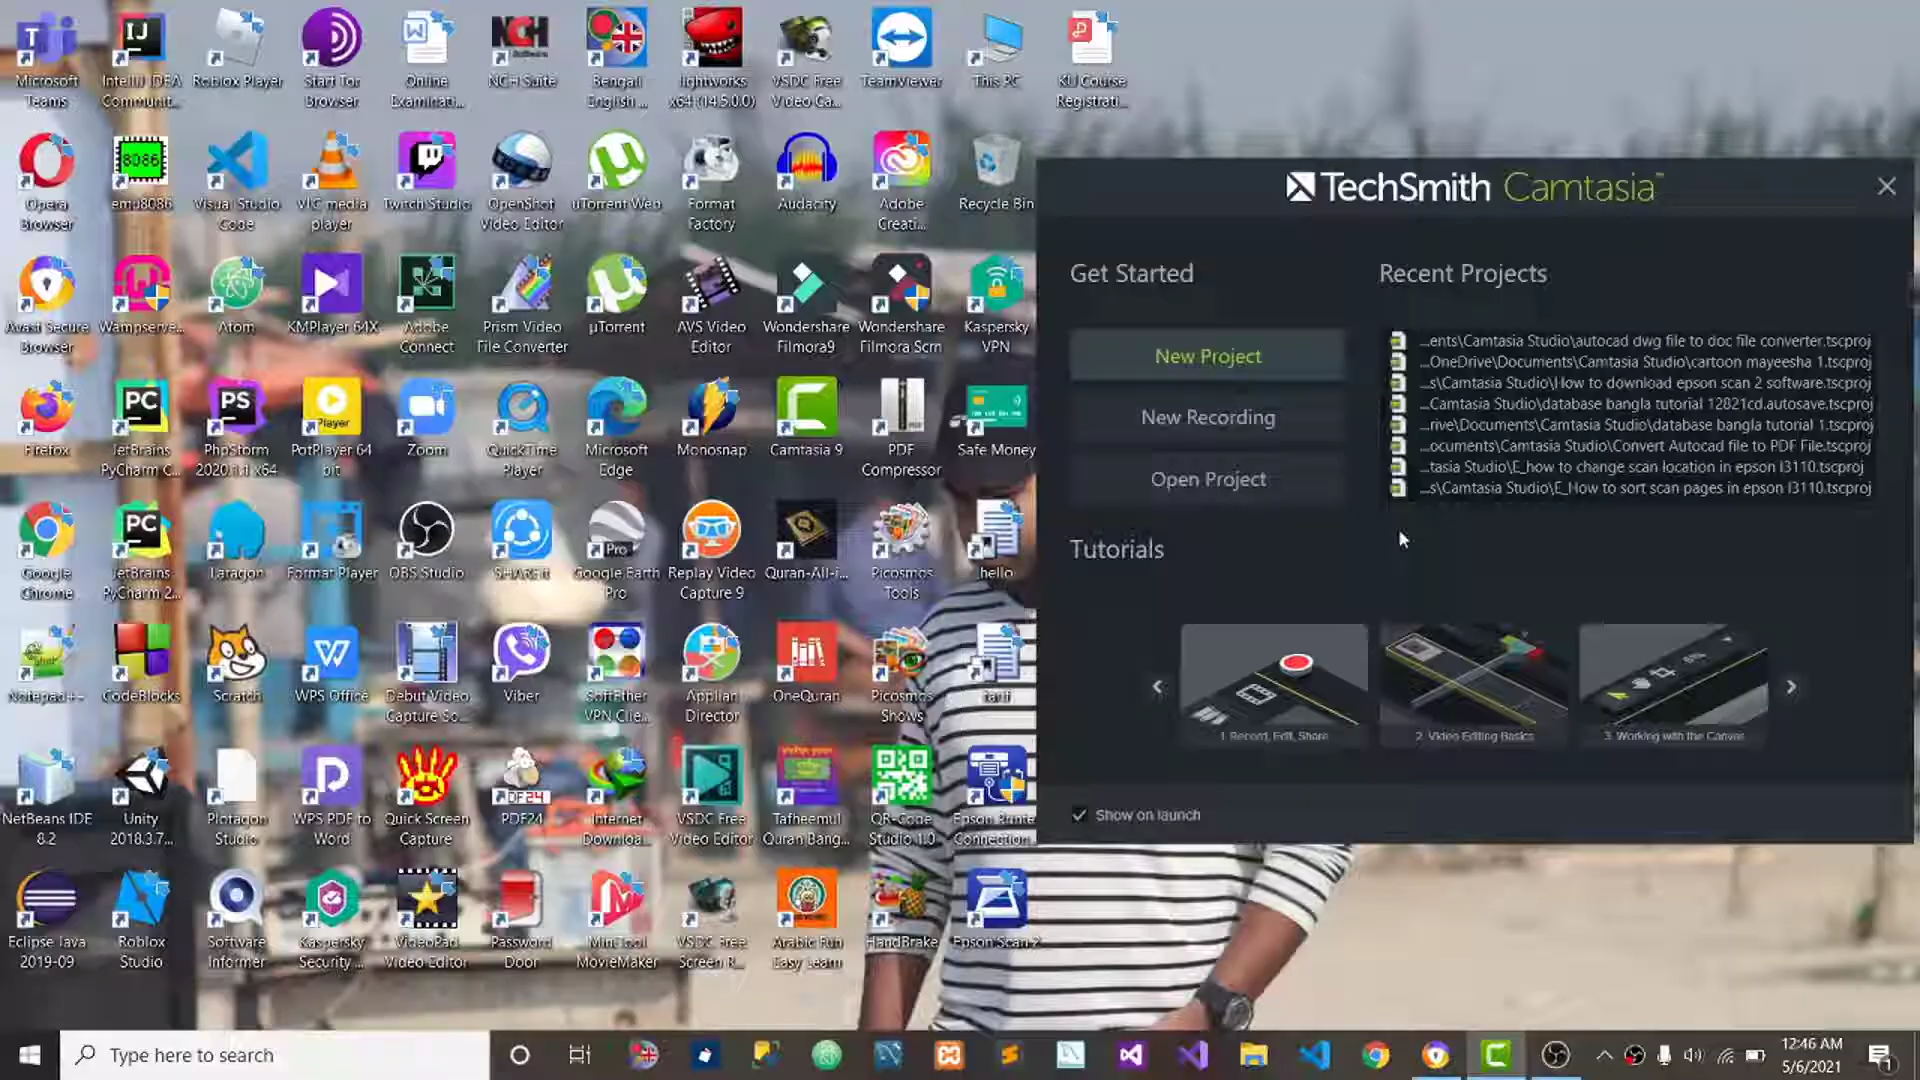 Microsoft
Teams
IntelliJ IDEA
Communit...
Roblox Player
Start Tor
Browser
Online
Examinati...
NCH Suite
Bengali
English ...
lightworks
x64 (14.5.0.0)
VSDC Free
Video Ca...
TeamViewer
This PC
KU Course
Registrati...
Opera
Browser
emu8086
Visual Studio
Code
VLC media
player
Twitch Studio
OpenShot
Video Editor
uTorrent Web
Format
Factory
Audacity
Adobe
Creati...
Recycle Bin
Avast Secure
Browser
Wampserve...
Atom
KMPlayer 64X
Adobe
Connect
Prism Video
File Converter
µTorrent
AVS Video
Editor
Wondershare
Filmora9
Wondershare
Filmora Scrn
Kaspersky
VPN
Firefox
JetBrains
PyCharm C...
PhpStorm
2020.1.1 x64
PotPlayer 64
bit
Zoom
QuickTime
Player
Microsoft
Edge
Monosnap
Camtasia 9
PDF
Compressor
Safe Money
Google
Chrome
JetBrains
PyCharm 2...
Laragon
Format Player
OBS Studio
SHAREit
Google Earth
Pro
Replay Video
Capture 9
Quran-All-i...
Picosmos
Tools
hello
Notepad++
CodeBlocks
Scratch
WPS Office
Debut Video
Capture So...
Viber
SoftEther
VPN Clie...
Applian
Director
OneQuran
Picosmos
Shows
tarif
NetBeans IDE
8.2
Unity
2018.3.7...
Plotagon
Studio
WPS PDF to
Word
Quick Screen
Capture
PDF24
Internet
Downloa...
VSDC Free
Video Editor
Tafheemul
Quran Bang...
QR-Code
Studio 1.0
Epson Printer
Connection...
Eclipse Java
2019-09
Roblox
Studio
Software
Informer
Kaspersky
Security ...
VideoPad
Video Editor
Password
Door
MiniTool
MovieMaker
VSDC Free
Screen R...
Arabic Fun
Easy Learn
HandBrake
Epson Scan 2
TechSmith Camtasia™
Get Started
New Project
New Recording
Open Project
Recent Projects
...ents\Camtasia Studio\autocad dwg file to doc file converter.tscproj
...OneDrive\Documents\Camtasia Studio\cartoon mayeesha 1.tscproj
...s\Camtasia Studio\How to download epson scan 2 software.tscproj
...Camtasia Studio\database bangla tutorial 12821cd.autosave.tscproj
...rive\Documents\Camtasia Studio\database bangla tutorial 1.tscproj
...ocuments\Camtasia Studio\Convert Autocad file to PDF File.tscproj
...tasia Studio\E_how to change scan location in epson l3110.tscproj
...s\Camtasia Studio\E_How to sort scan pages in epson l3110.tscproj
Tutorials
1. Record, Edit, Share
2. Video Editing Basics
3. Working with the Canvas
Show on launch
Type here to search
12:46 AM
5/6/2021
1